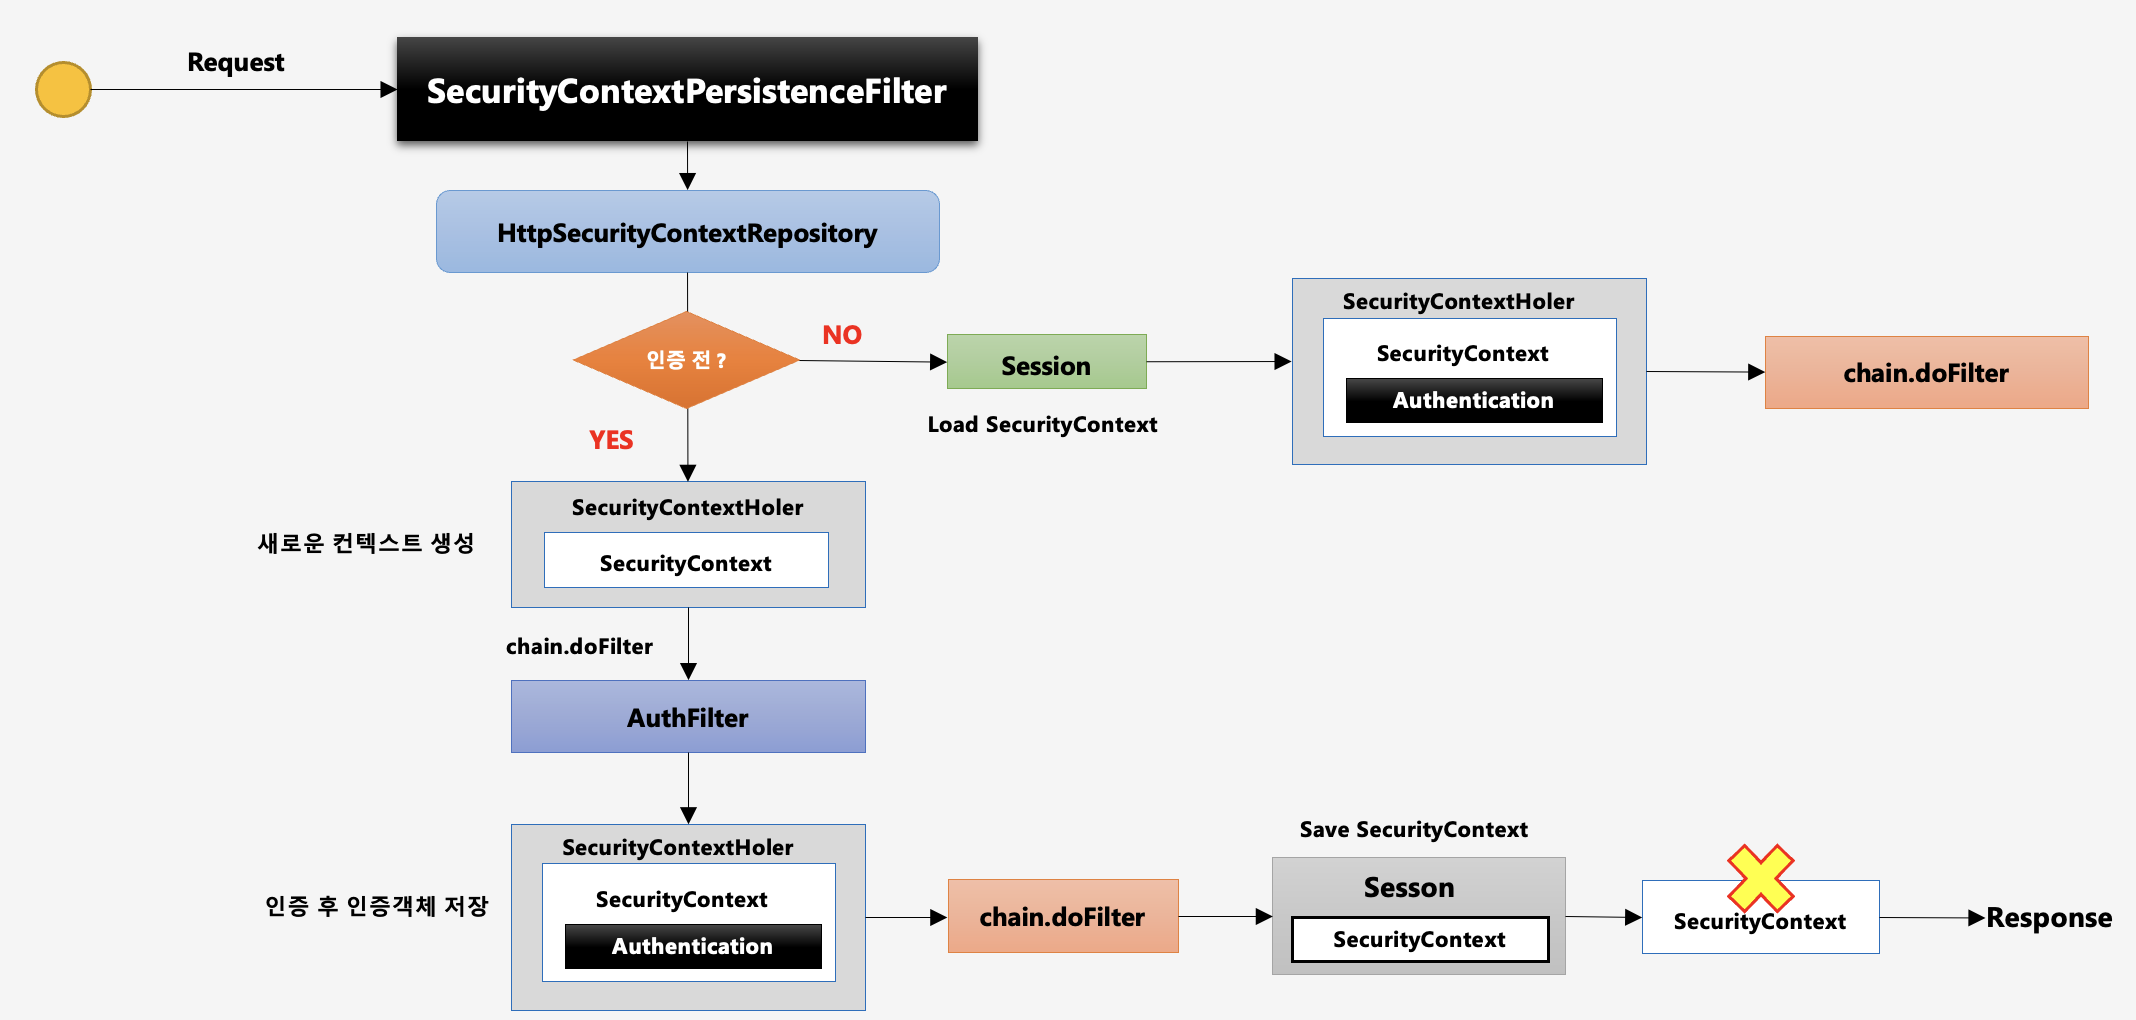 Request
SecurityContextPersistenceFilter
HttpSecurityContextRepository
인증 전 ?
NO
Session
Load SecurityContext
SecurityContextHoler
SecurityContext
Authentication
chain.doFilter
YES
새로운 컨텍스트 생성
SecurityContextHoler
SecurityContext
chain.doFilter
AuthFilter
인증 후 인증객체 저장
SecurityContextHoler
SecurityContext
Authentication
chain.doFilter
Save SecurityContext
Sesson
SecurityContext
SecurityContext
Response